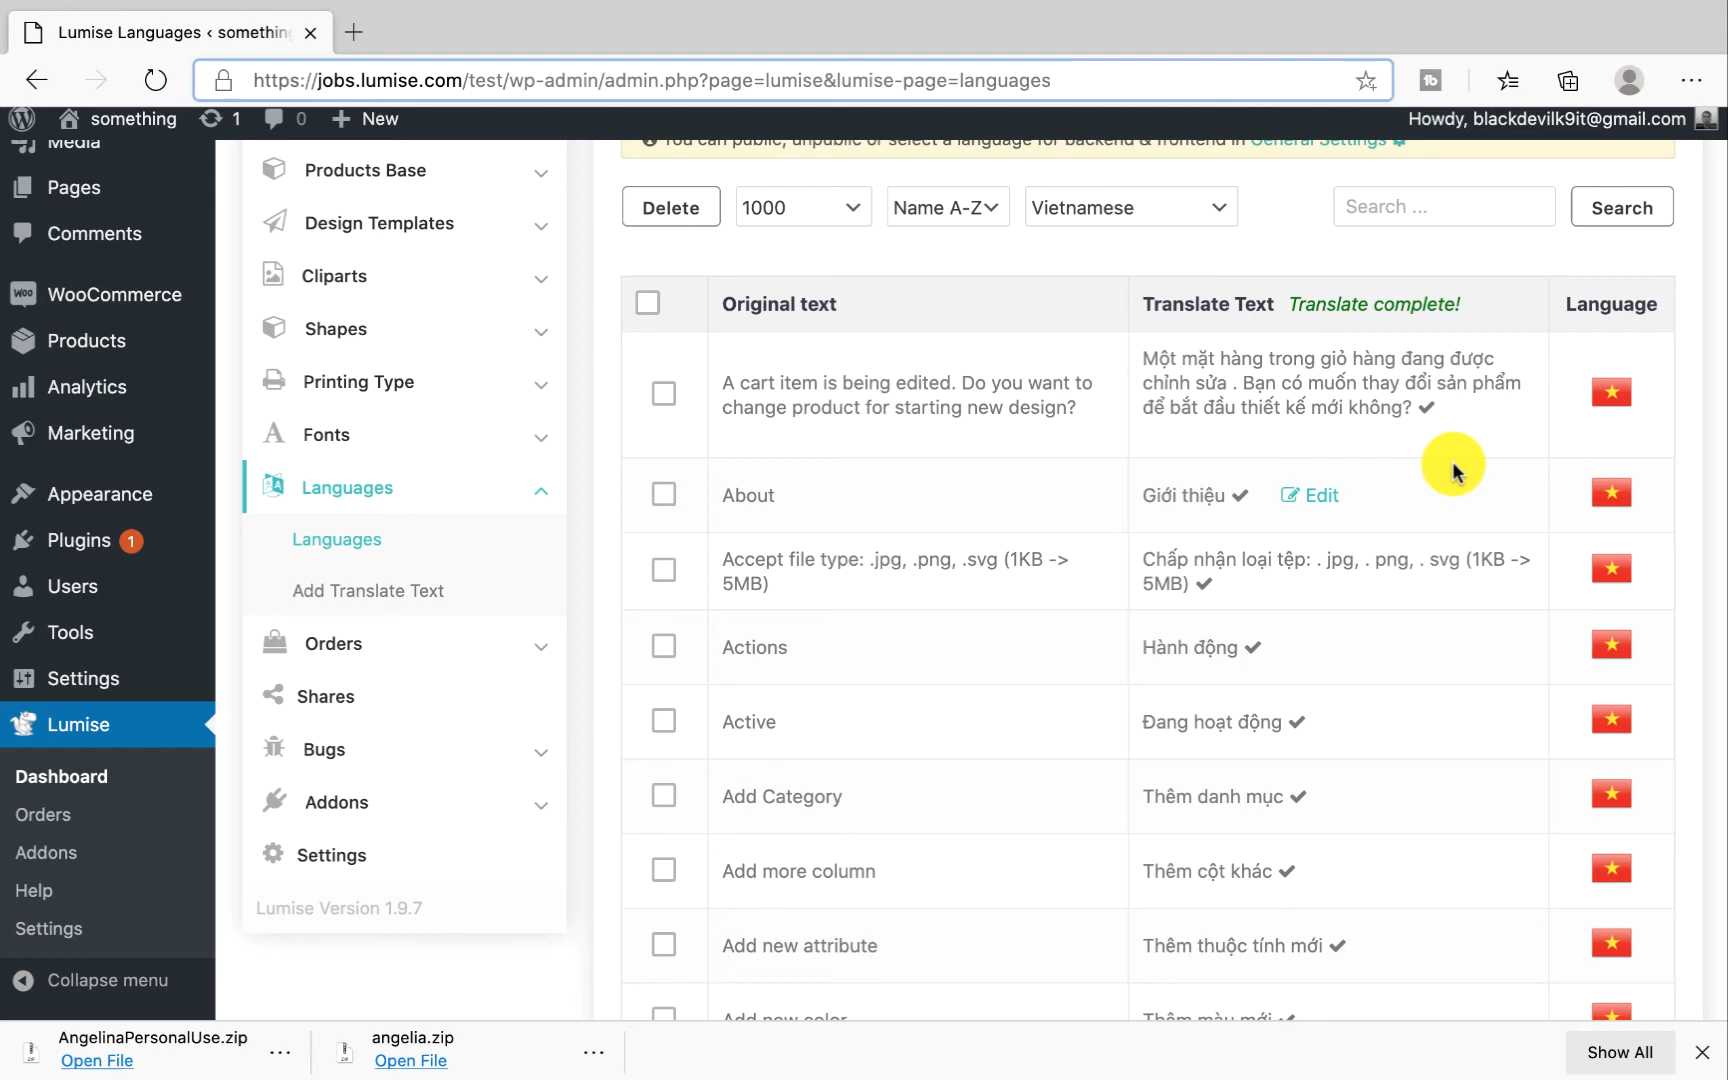 Lumise Languages ‹ something
https://jobs.lumise.com/test/wp-admin/admin.php?page=lumise&lumise-page=languages
something
1
0
New
Howdy, blackdevilk9it@gmail.com
Media
Pages
Comments
WooCommerce
Products
Analytics
Marketing
Appearance
Plugins 1
Users
Tools
Settings
Lumise
Dashboard
Orders
Addons
Help
Settings
Collapse menu
Products Base
Design Templates
Cliparts
Shapes
Printing Type
Fonts
Languages
Languages
Add Translate Text
Orders
Shares
Bugs
Addons
Settings
Lumise Version 1.9.7
You can public, unpublic or select a language for backend & frontend in General Settings
Delete
1000
Name A-Z
Vietnamese
Search ...
Search
Original text
Translate Text Translate complete!
Language
A cart item is being edited. Do you want to
change product for starting new design?
Một mặt hàng trong giỏ hàng đang được
chỉnh sửa . Bạn có muốn thay đổi sản phẩm
để bắt đầu thiết kế mới không? ✔
About
Giới thiệu ✔ Edit
Accept file type: .jpg, .png, .svg (1KB ->
5MB)
Chấp nhận loại tệp: . jpg, . png, . svg (1KB ->
5MB) ✔
Actions
Hành động ✔
Active
Đang hoạt động ✔
Add Category
Thêm danh mục ✔
Add more column
Thêm cột khác ✔
Add new attribute
Thêm thuộc tính mới ✔
Add new color
Thêm màu mới ✔
AngelinaPersonalUse.zip
Open File
angelia.zip
Open File
Show All